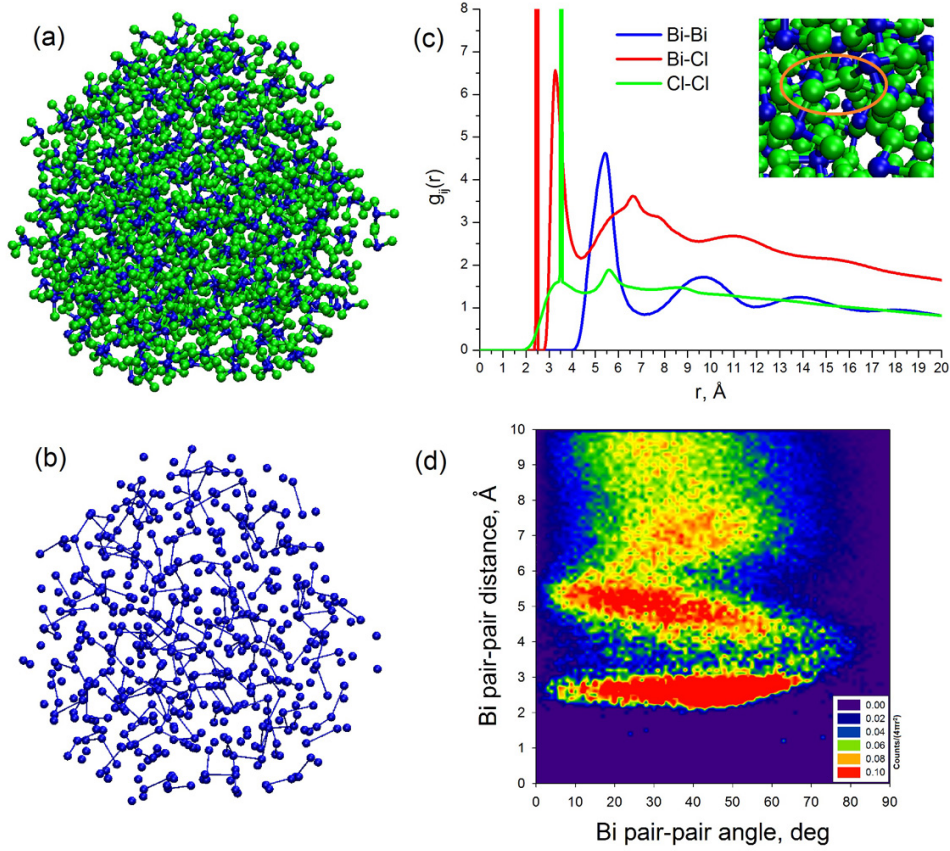 (a)
(c)
Bi-Bi
Bi-Cl
Cl-Cl
g_ij(r)
8
7
6
5
4
3
2
1
0
0 1 2 3 4 5 6 7 8 9 10 11 12 13 14 15 16 17 18 19 20
r, Å
(b)
(d)
Bi pair-pair distance, Å
10
9
8
7
6
5
4
3
2
1
0
0.00
0.02
0.04
0.06
0.08
0.10
Counts/(4πr²)
0 10 20 30 40 50 60 70 80 90
Bi pair-pair angle, deg